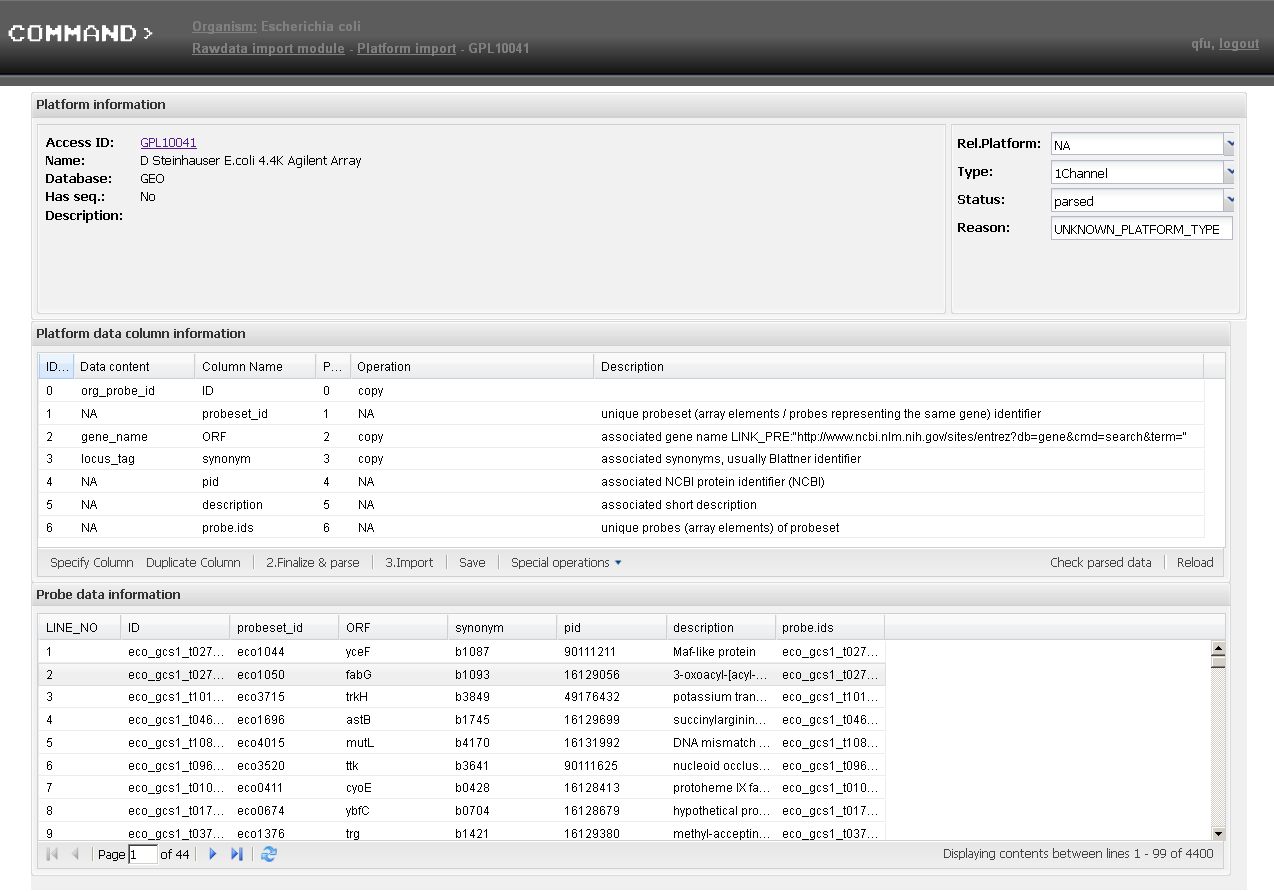 COMMAND >
Organism: Escherichia coli
Rawdata import module - Platform import - GPL10041
qfu, logout
Platform information
Access ID: GPL10041
Name: D Steinhauser E.coli 4.4K Agilent Array
Database: GEO
Has seq.: No
Description:
Rel.Platform: NA
Type: 1Channel
Status: parsed
Reason: UNKNOWN_PLATFORM_TYPE
Platform data column information
ID... Data content Column Name P... Operation Description
0 org_probe_id ID 0 copy
1 NA probeset_id 1 NA unique probeset (array elements / probes representing the same gene) identifier
2 gene_name ORF 2 copy associated gene name LINK_PRE:"http://www.ncbi.nlm.nih.gov/sites/entrez?db=gene&cmd=search&term="
3 locus_tag synonym 3 copy associated synonyms, usually Blattner identifier
4 NA pid 4 NA associated NCBI protein identifier (NCBI)
5 NA description 5 NA associated short description
6 NA probe.ids 6 NA unique probes (array elements) of probeset
Specify Column Duplicate Column 2.Finalize & parse 3.Import Save Special operations Check parsed data Reload
Probe data information
LINE_NO ID probeset_id ORF synonym pid description probe.ids
1 eco_gcs1_t027... eco1044 yceF b1087 90111211 Maf-like protein eco_gcs1_t027...
2 eco_gcs1_t027... eco1050 fabG b1093 16129056 3-oxoacyl-[acyl-... eco_gcs1_t027...
3 eco_gcs1_t101... eco3715 trkH b3849 49176432 potassium tran... eco_gcs1_t101...
4 eco_gcs1_t046... eco1696 astB b1745 16129699 succinylarginin... eco_gcs1_t046...
5 eco_gcs1_t108... eco4015 mutL b4170 16131992 DNA mismatch ... eco_gcs1_t108...
6 eco_gcs1_t096... eco3520 ttk b3641 90111625 nucleoid occlus... eco_gcs1_t096...
7 eco_gcs1_t010... eco0411 cyoE b0428 16128413 protoheme IX fa... eco_gcs1_t010...
8 eco_gcs1_t017... eco0674 ybfC b0704 16128679 hypothetical pro... eco_gcs1_t017...
9 eco_gcs1_t037... eco1376 trg b1421 16129380 methyl-acceptin... eco_gcs1_t037...
Page 1 of 44 Displaying contents between lines 1 - 99 of 4400